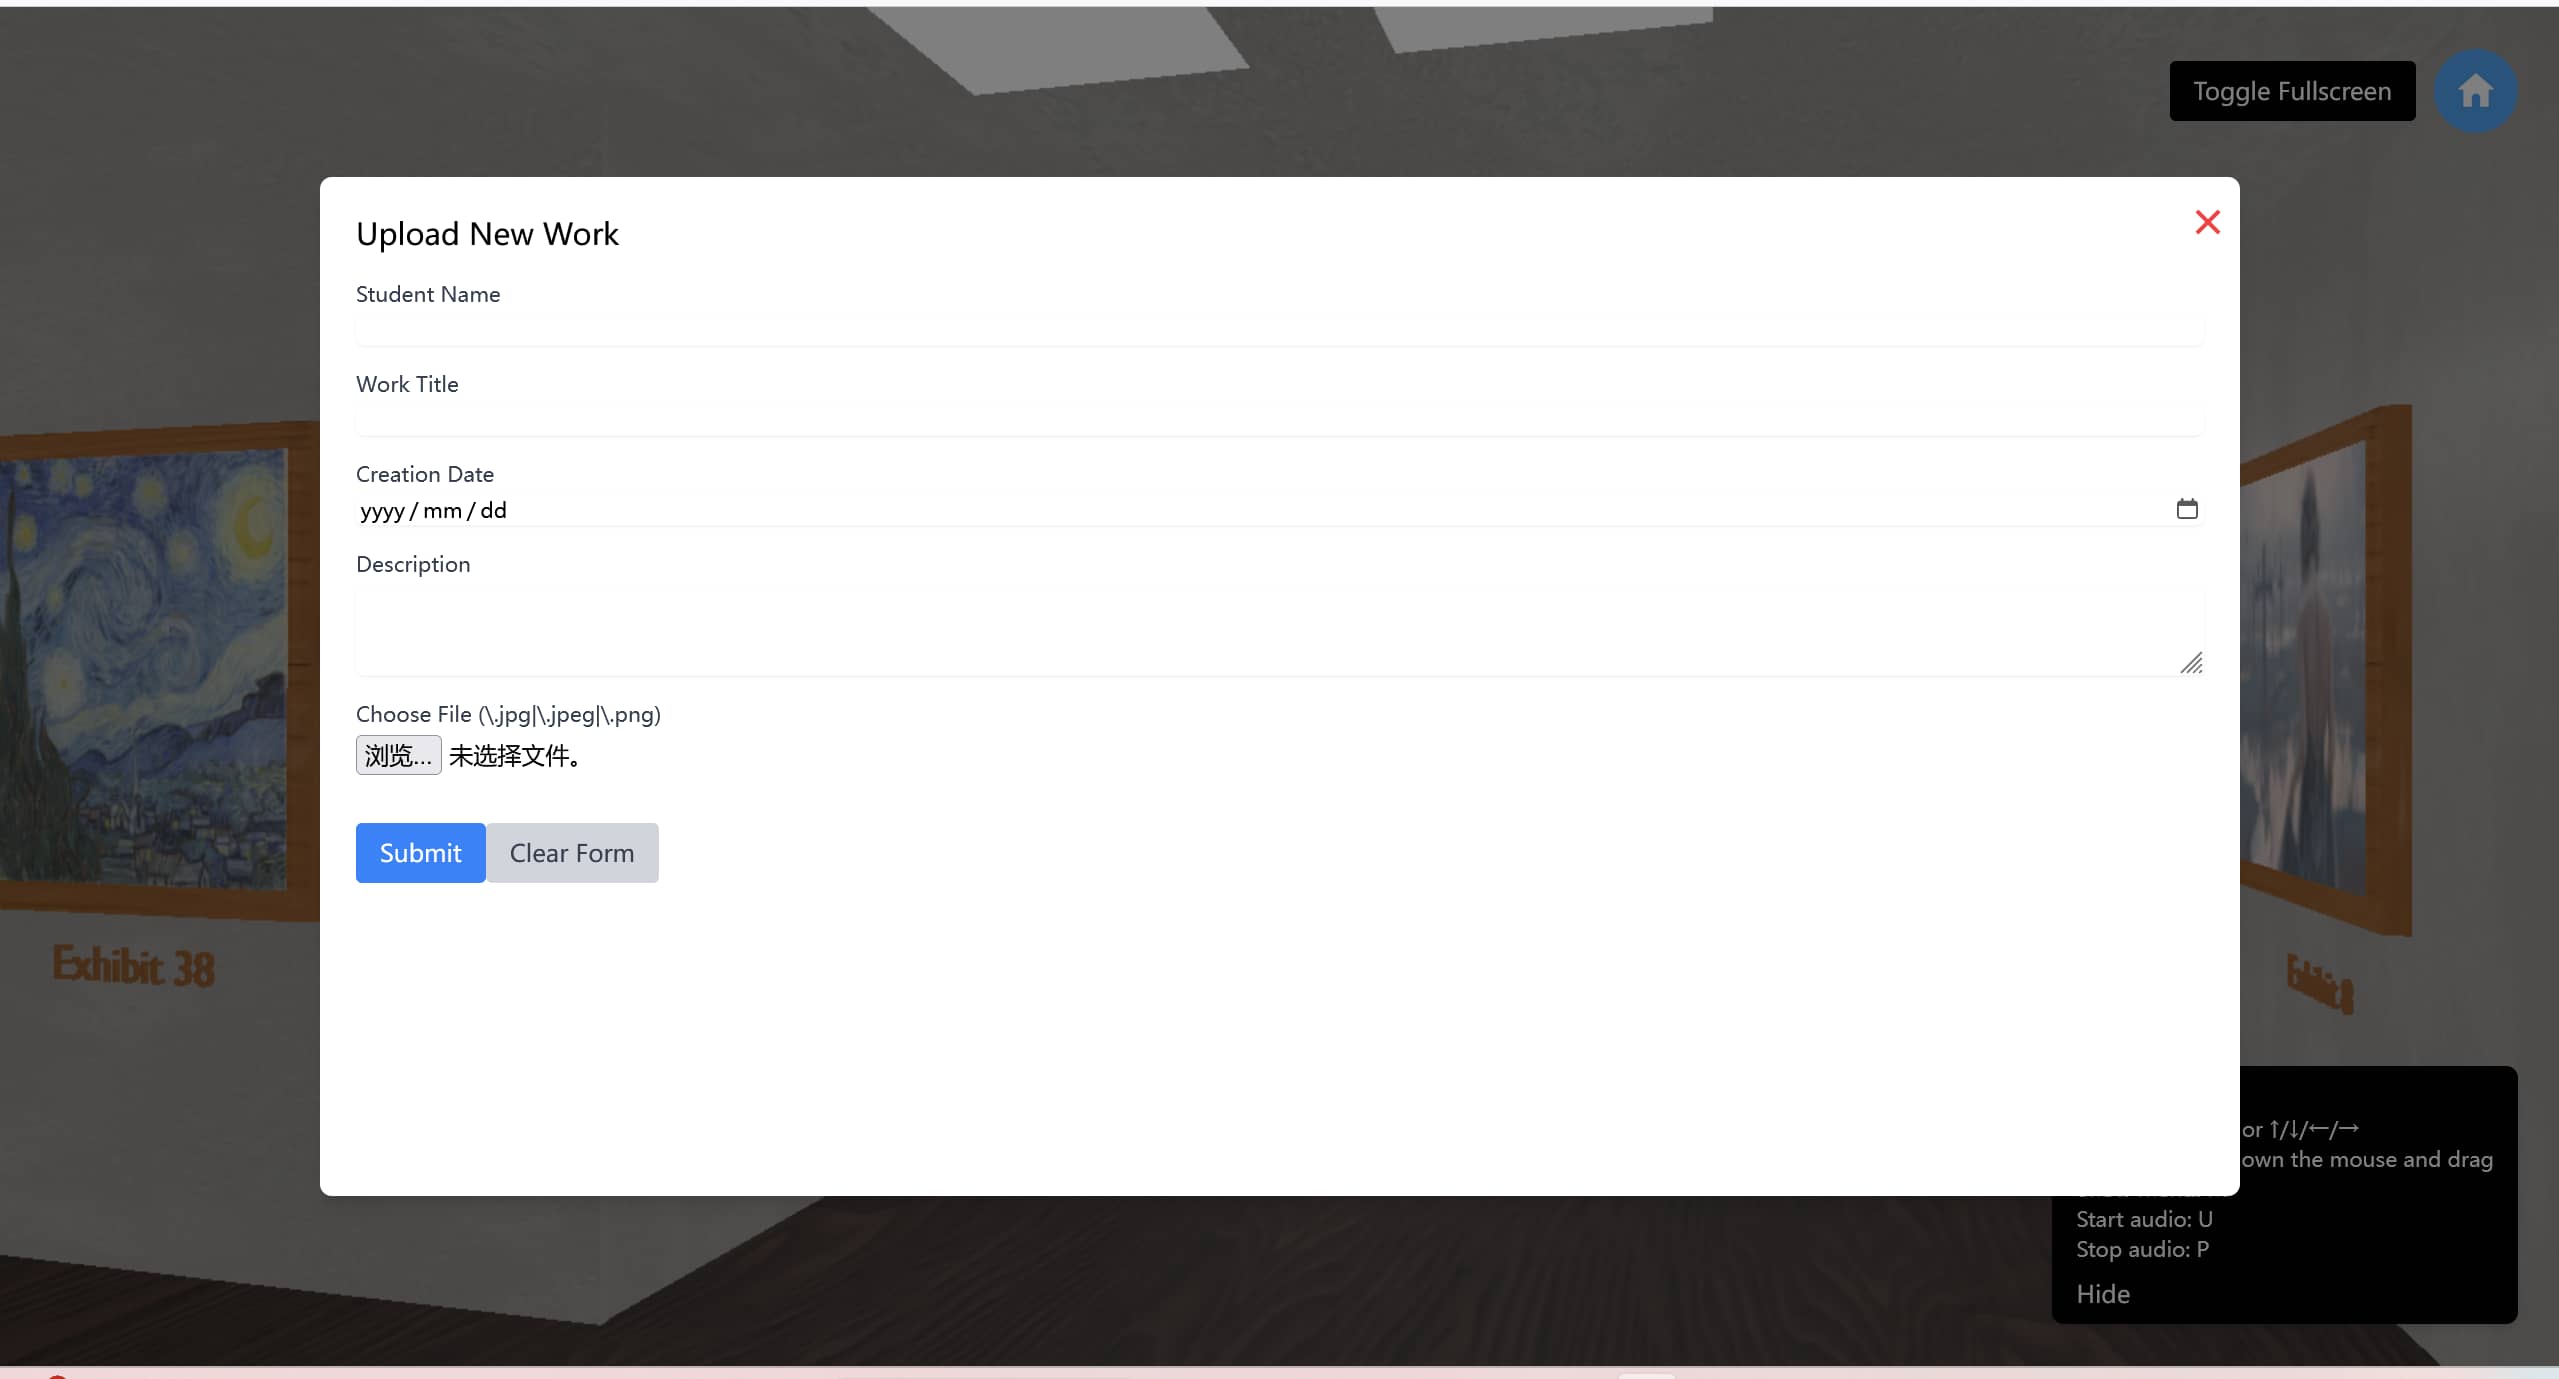 Toggle Fullscreen
Upload New Work
Student Name
Work Title
Creation Date
yyyy / mm / dd
Description
Choose File (\.jpg|\.jpeg|\.png)
浏览… 未选择文件。
Submit Clear Form
Exhibit 38
or ↑/↓/←/→
own the mouse and drag
Start audio: U
Stop audio: P
Hide